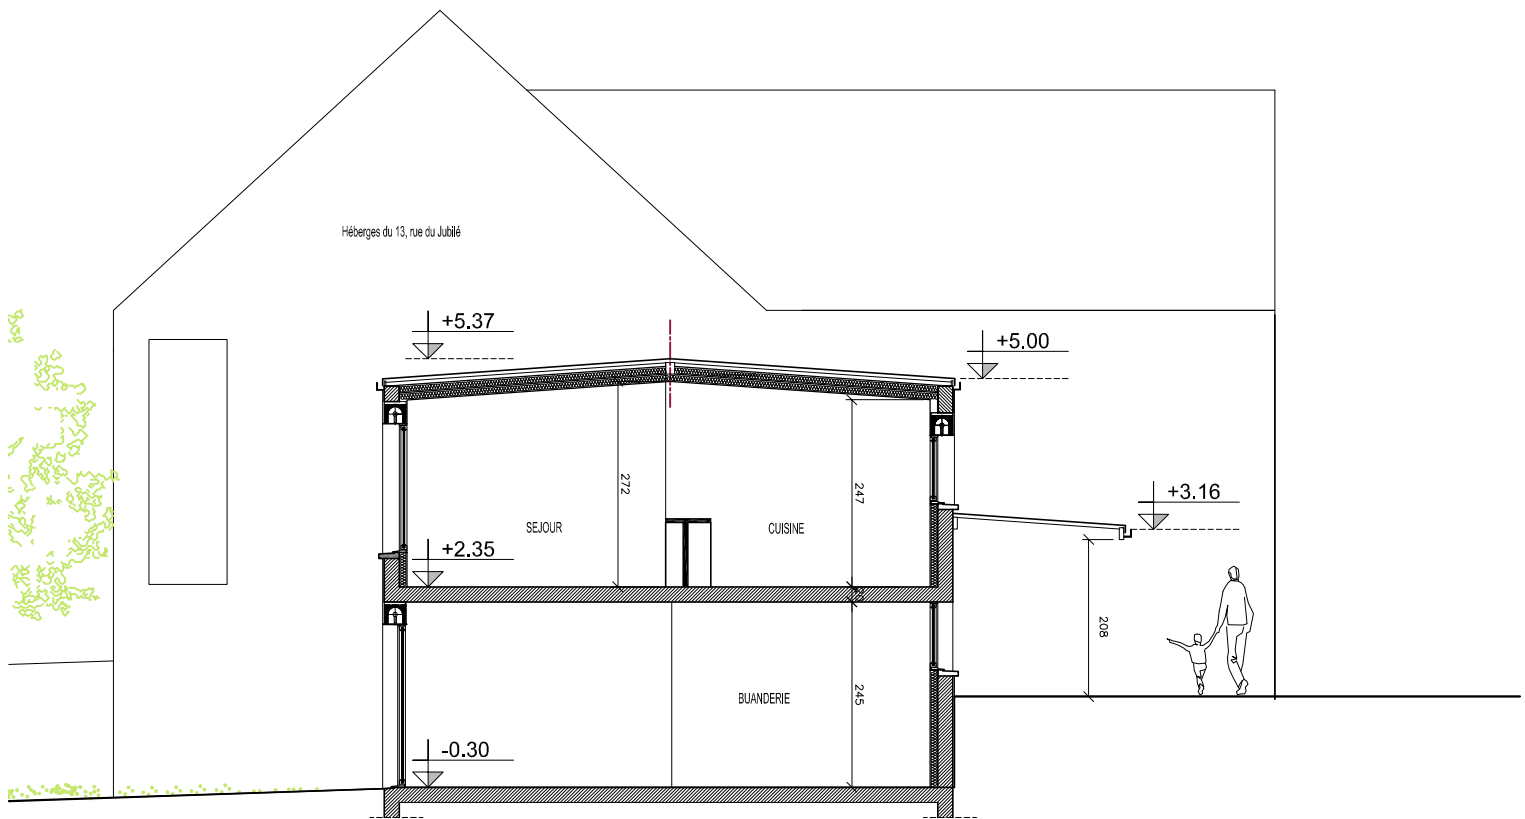 Héberges du 13, rue du Jubilé
+5.37
+5.00
272
247
+3.16
SEJOUR
CUISINE
+2.35
20
208
245
BUANDERIE
-0.30